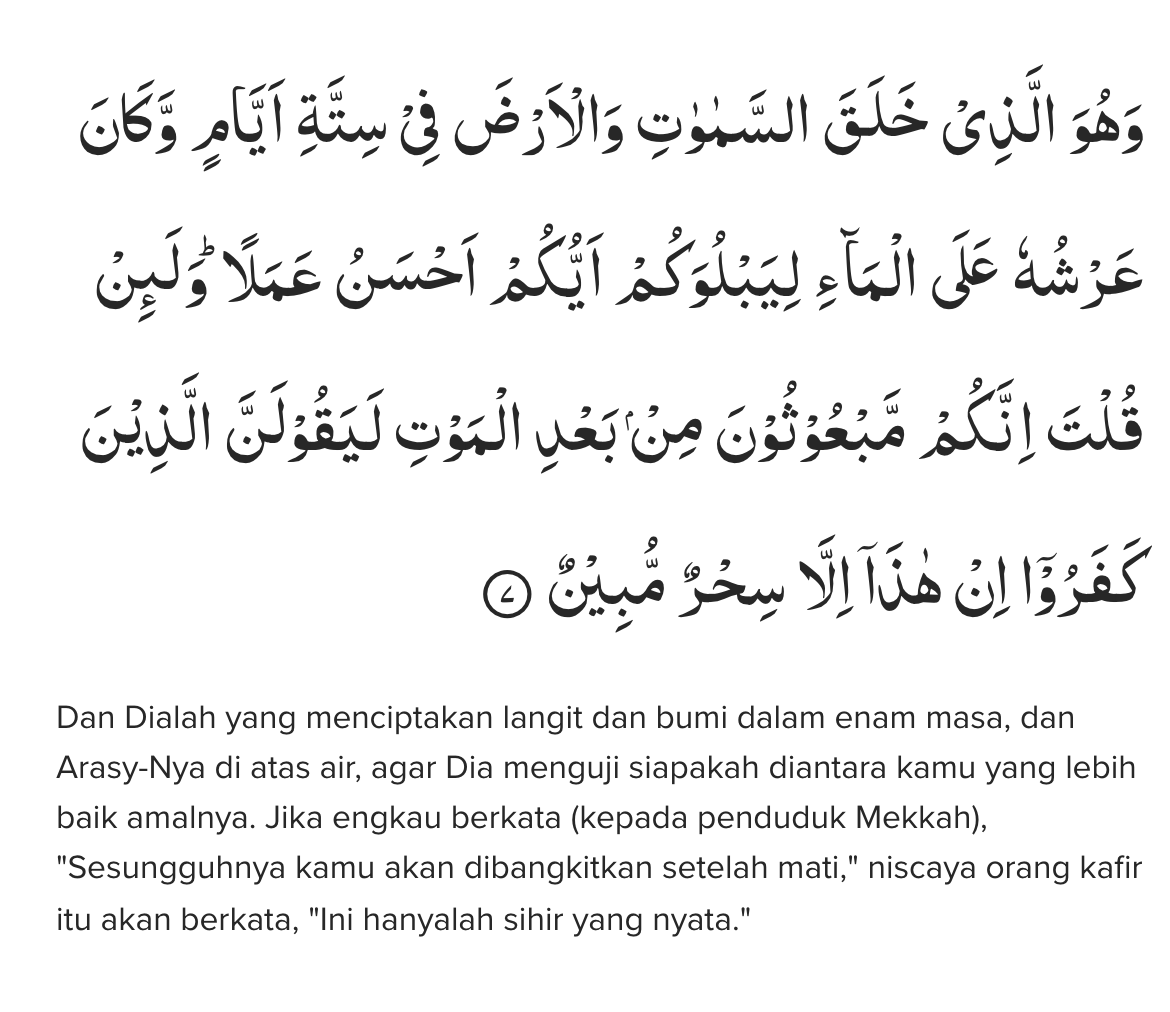 وَهُوَ الَّذِيْ خَلَقَ السَّمٰوٰتِ وَالْاَرْضَ فِيْ سِتَّةِ اَيَّامٍ وَّكَانَ
عَرْشُهٗ عَلَى الْمَاۤءِ لِيَبْلُوَكُمْ اَيُّكُمْ اَحْسَنُ عَمَلًا ۗوَلَىِٕنْ
قُلْتَ اِنَّكُمْ مَّبْعُوْثُوْنَ مِنْۢ بَعْدِ الْمَوْتِ لَيَقُوْلَنَّ الَّذِيْنَ
كَفَرُوْٓا اِنْ هٰذَآ اِلَّا سِحْرٌ مُّبِيْنٌ ٧
Dan Dialah yang menciptakan langit dan bumi dalam enam masa, dan
Arasy-Nya di atas air, agar Dia menguji siapakah diantara kamu yang lebih
baik amalnya. Jika engkau berkata (kepada penduduk Mekkah),
"Sesungguhnya kamu akan dibangkitkan setelah mati," niscaya orang kafir
itu akan berkata, "Ini hanyalah sihir yang nyata."